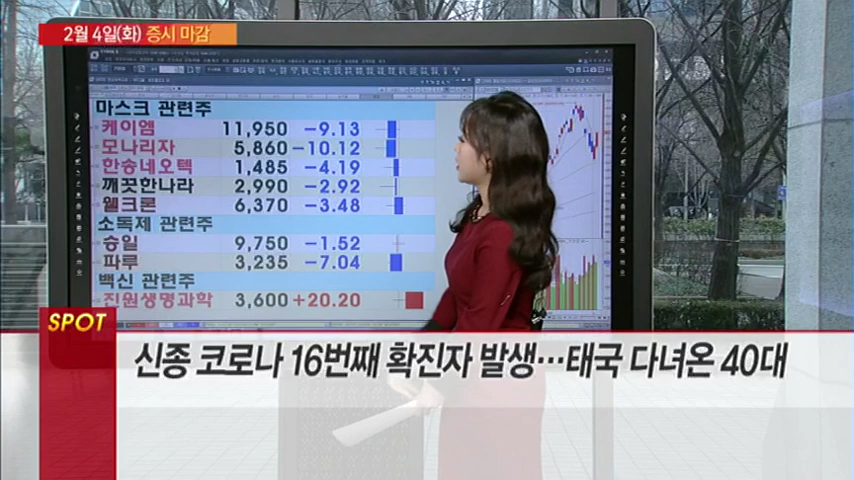 2월 4일(화) 증시 마감
마스크 관련주
케이엠 11,950 -9.13
모나리자 5,860 -10.12
한송네오텍 1,485 -4.19
깨끗한나라 2,990 -2.92
웰크론 6,370 -3.48
소독제 관련주
승일 9,750 -1.52
파루 3,235 -7.04
백신 관련주
진원생명과학 3,600 +20.20
SPOT
신종 코로나 16번째 확진자 발생…태국 다녀온 40대